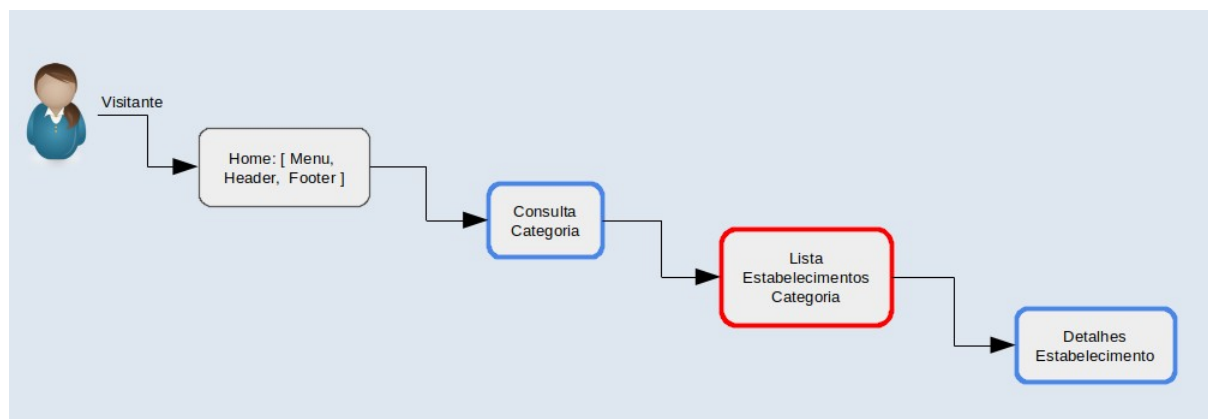 Visitante
Home: [ Menu,
Header, Footer ]
Consulta
Categoria
Lista
Estabelecimentos
Categoria
Detalhes
Estabelecimento